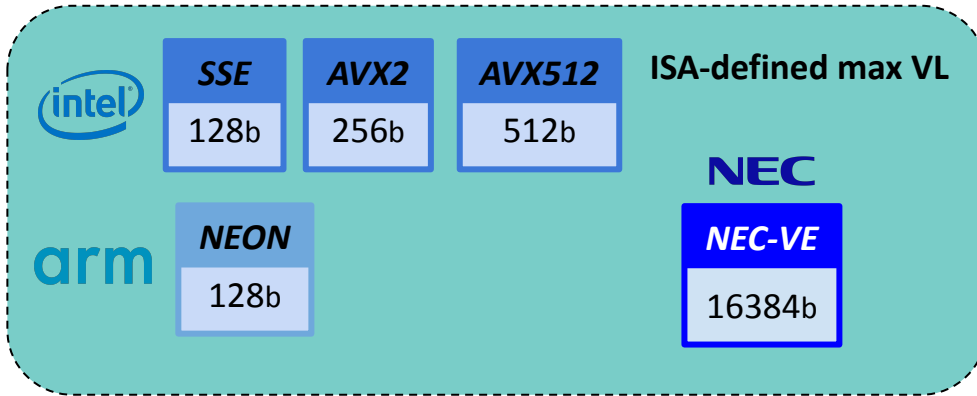 SSE AVX2 AVX512 ISA-defined max VL
intel
128b 256b 512b
NEC
arm
NEON NEC-VE
128b 16384b